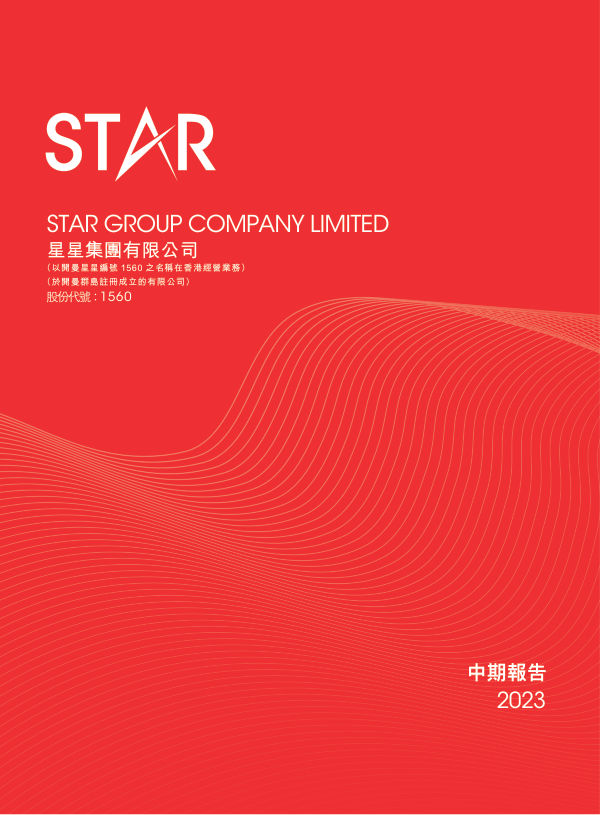 STAR
STAR GROUP COMPANY LIMITED
星星集團有限公司
(以開曼星星編號 1560 之名稱在香港經營業務)
(於開曼群島註冊成立的有限公司)
股份代號：1560
中期報告
2023